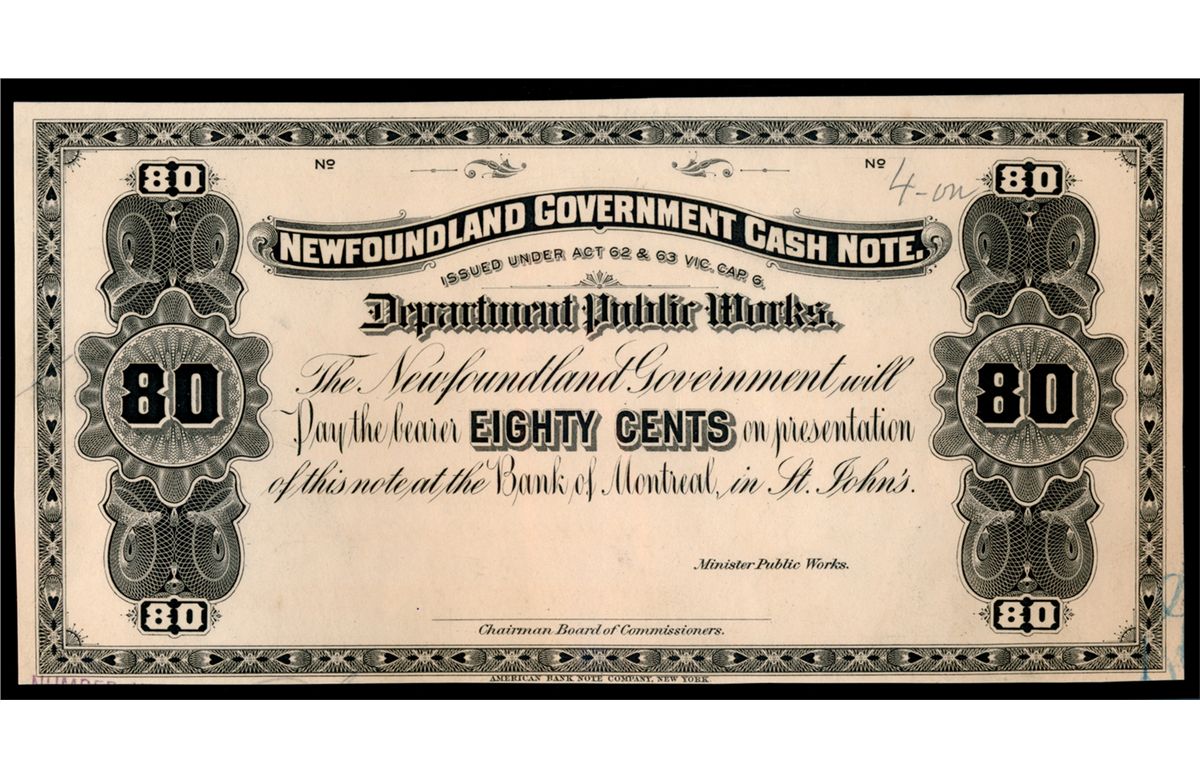 Nº Nº 4-on
80 80
NEWFOUNDLAND GOVERNMENT CASH NOTE.
ISSUED UNDER ACT 62 & 63 VIC. CAP. 6.
Department Public Works.
The Newfoundland Government will
80 80
Pay the bearer EIGHTY CENTS on presentation
of this note at the Bank of Montreal, in St. John's.
Minister Public Works.
80 80
Chairman Board of Commissioners.
AMERICAN BANK NOTE COMPANY, NEW YORK.